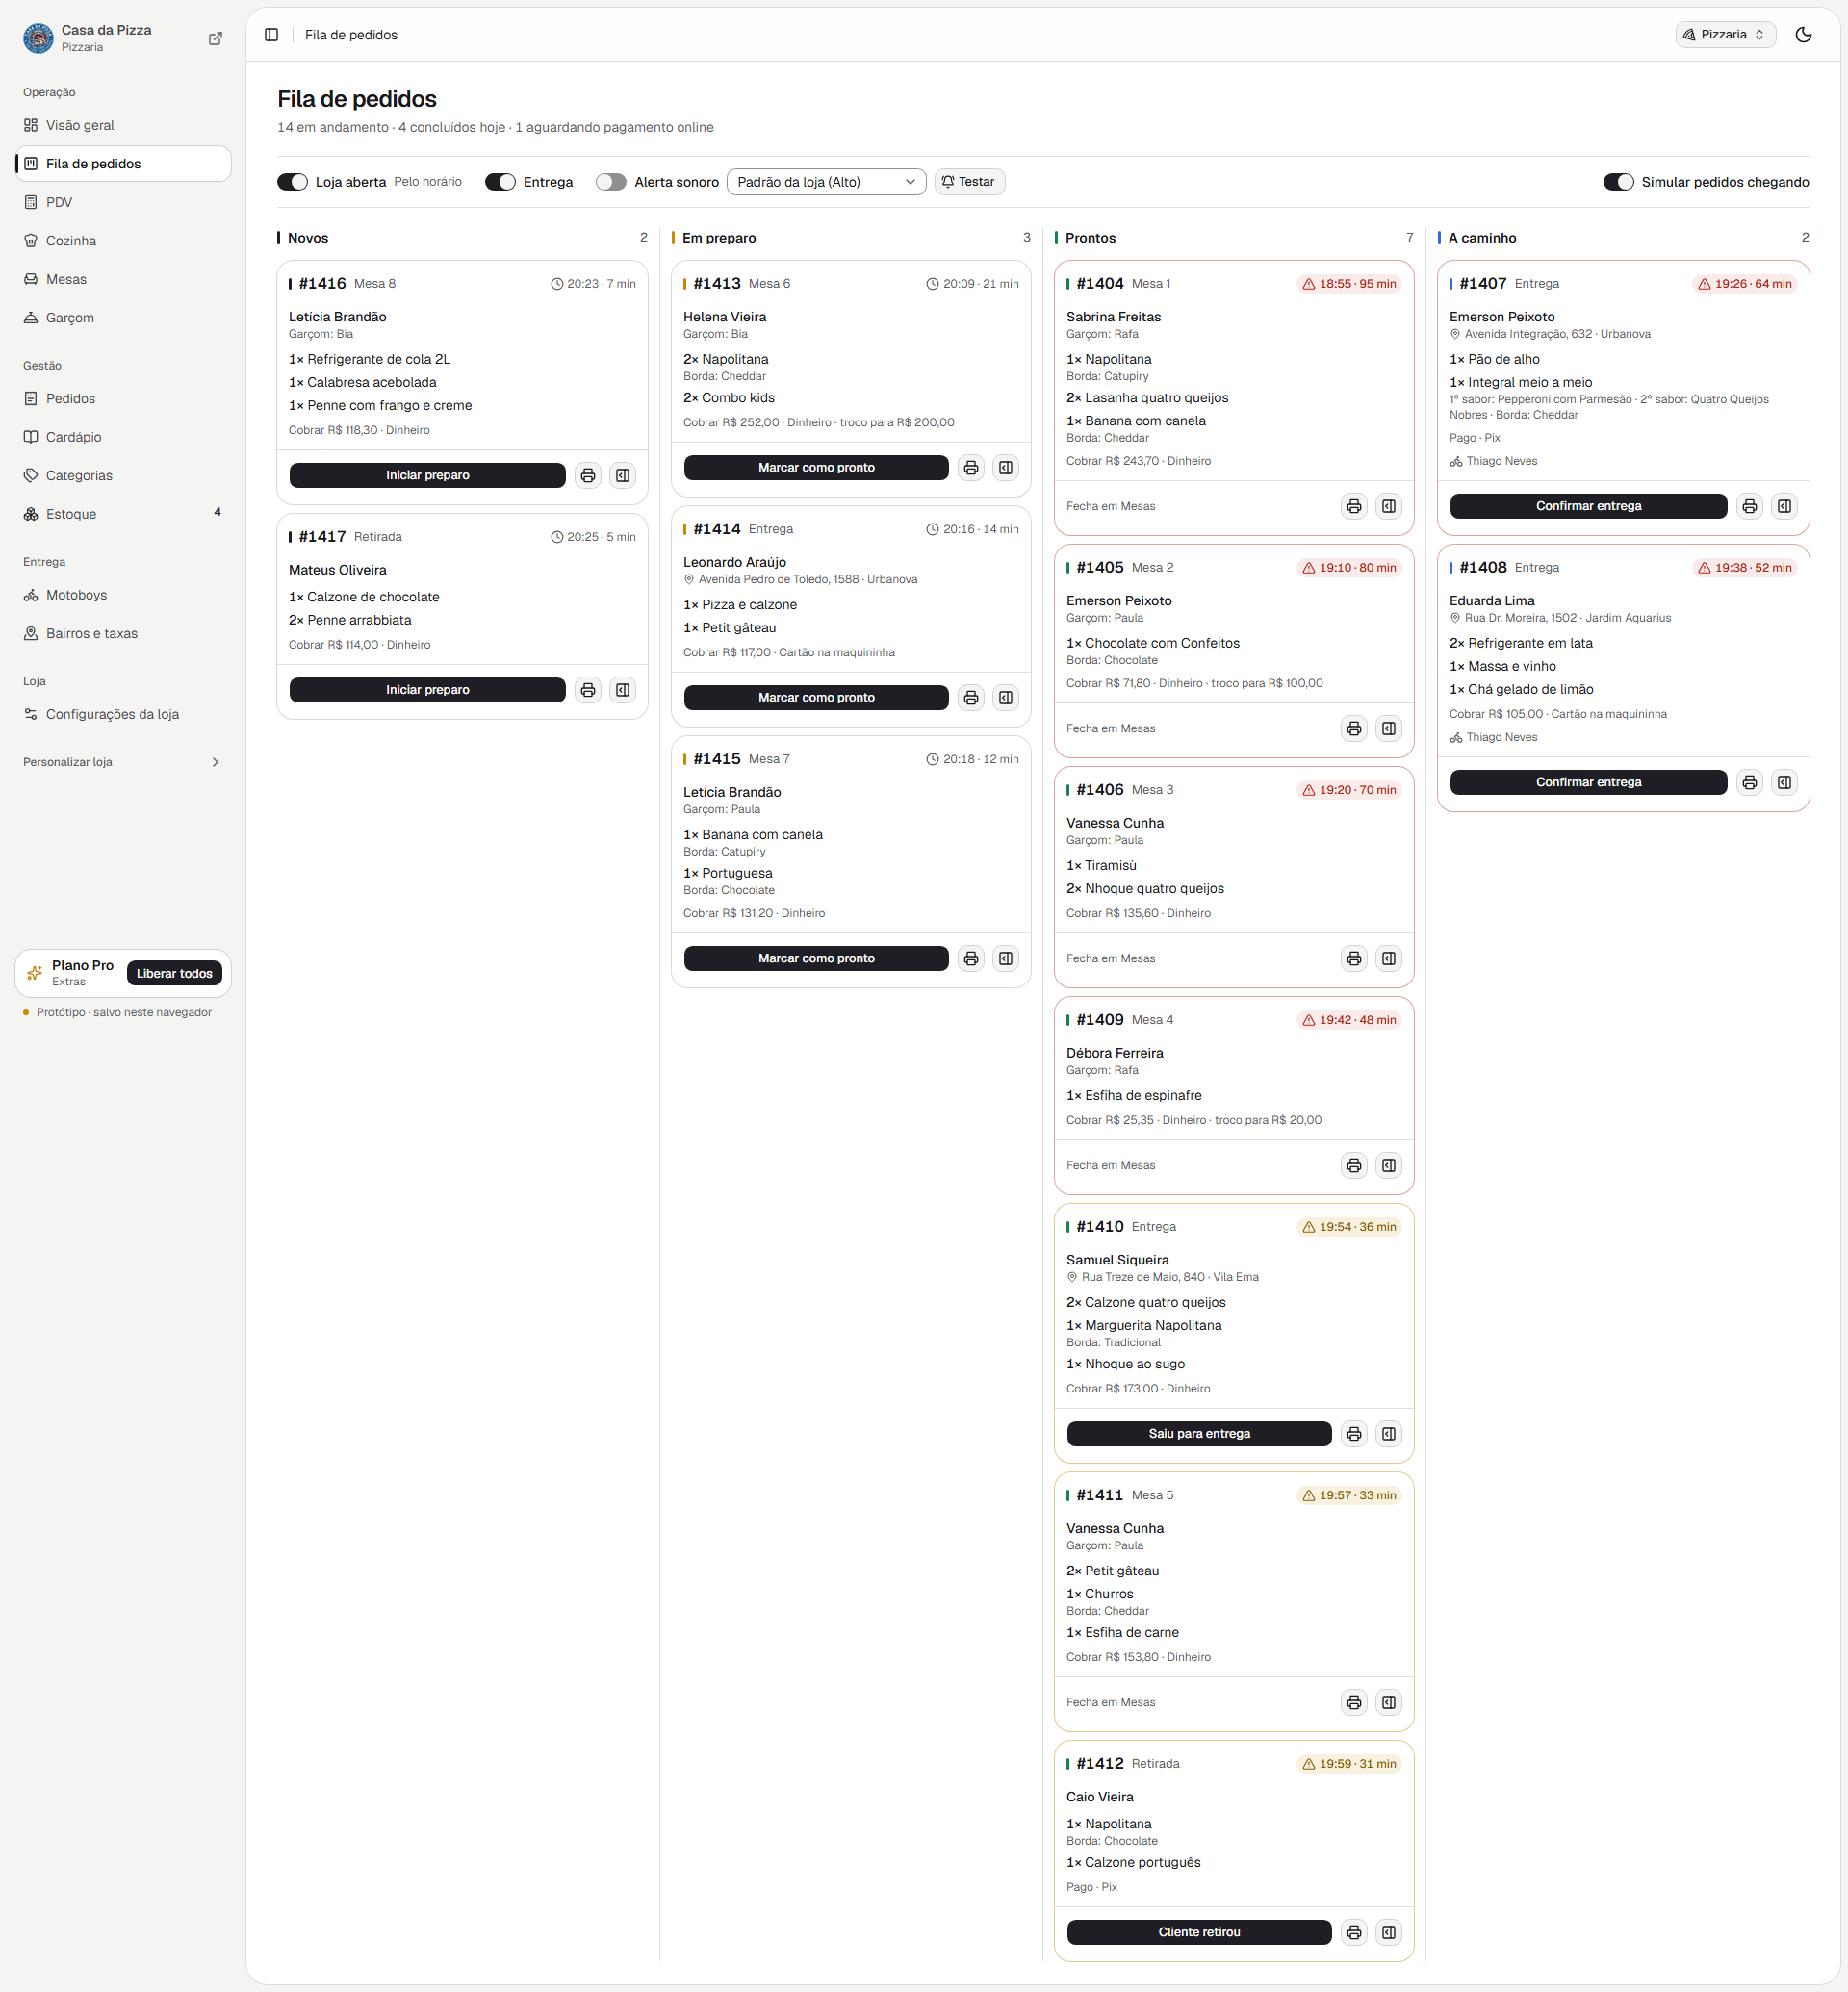 Casa da Pizza
Pizzaria
Operação
Visão geral
Fila de pedidos
PDV
Cozinha
Mesas
Garçom
Gestão
Pedidos
Cardápio
Categorias
Estoque 4
Entrega
Motoboys
Bairros e taxas
Loja
Configurações da loja
Personalizar loja
Plano Pro
Extras
Liberar todos
Protótipo · salvo neste navegador
Fila de pedidos
Pizzaria
Fila de pedidos
14 em andamento · 4 concluídos hoje · 1 aguardando pagamento online
Loja aberta Pelo horário Entrega Alerta sonoro Padrão da loja (Alto) Testar Simular pedidos chegando
Novos 2
#1416 Mesa 8 20:23 · 7 min
Letícia Brandão
Garçom: Bia
1× Refrigerante de cola 2L
1× Calabresa acebolada
1× Penne com frango e creme
Cobrar R$ 118,30 · Dinheiro
Iniciar preparo
#1417 Retirada 20:25 · 5 min
Mateus Oliveira
1× Calzone de chocolate
2× Penne arrabbiata
Cobrar R$ 114,00 · Dinheiro
Iniciar preparo
Em preparo 3
#1413 Mesa 6 20:09 · 21 min
Helena Vieira
Garçom: Bia
2× Napolitana
Borda: Cheddar
2× Combo kids
Cobrar R$ 252,00 · Dinheiro · troco para R$ 200,00
Marcar como pronto
#1414 Entrega 20:16 · 14 min
Leonardo Araújo
Avenida Pedro de Toledo, 1588 · Urbanova
1× Pizza e calzone
1× Petit gâteau
Cobrar R$ 117,00 · Cartão na maquininha
Marcar como pronto
#1415 Mesa 7 20:18 · 12 min
Letícia Brandão
Garçom: Paula
1× Banana com canela
Borda: Catupiry
1× Portuguesa
Borda: Chocolate
Cobrar R$ 131,20 · Dinheiro
Marcar como pronto
Prontos 7
#1404 Mesa 1 18:55 · 95 min
Sabrina Freitas
Garçom: Rafa
1× Napolitana
Borda: Catupiry
2× Lasanha quatro queijos
1× Banana com canela
Borda: Cheddar
Cobrar R$ 243,70 · Dinheiro
Fecha em Mesas
#1405 Mesa 2 19:10 · 80 min
Emerson Peixoto
Garçom: Paula
1× Chocolate com Confeitos
Borda: Chocolate
Cobrar R$ 71,80 · Dinheiro · troco para R$ 100,00
Fecha em Mesas
#1406 Mesa 3 19:20 · 70 min
Vanessa Cunha
Garçom: Paula
1× Tiramisù
2× Nhoque quatro queijos
Cobrar R$ 135,60 · Dinheiro
Fecha em Mesas
#1409 Mesa 4 19:42 · 48 min
Débora Ferreira
Garçom: Rafa
1× Esfiha de espinafre
Cobrar R$ 25,35 · Dinheiro · troco para R$ 20,00
Fecha em Mesas
#1410 Entrega 19:54 · 36 min
Samuel Siqueira
Rua Treze de Maio, 840 · Vila Ema
2× Calzone quatro queijos
1× Marguerita Napolitana
Borda: Tradicional
1× Nhoque ao sugo
Cobrar R$ 173,00 · Dinheiro
Saiu para entrega
#1411 Mesa 5 19:57 · 33 min
Vanessa Cunha
Garçom: Paula
2× Petit gâteau
1× Churros
Borda: Cheddar
1× Esfiha de carne
Cobrar R$ 153,80 · Dinheiro
Fecha em Mesas
#1412 Retirada 19:59 · 31 min
Caio Vieira
1× Napolitana
Borda: Chocolate
1× Calzone português
Pago · Pix
Cliente retirou
A caminho 2
#1407 Entrega 19:26 · 64 min
Emerson Peixoto
Avenida Integração, 632 · Urbanova
1× Pão de alho
1× Integral meio a meio
1º sabor: Pepperoni com Parmesão · 2º sabor: Quatro Queijos
Nobres · Borda: Cheddar
Pago · Pix
Thiago Neves
Confirmar entrega
#1408 Entrega 19:38 · 52 min
Eduarda Lima
Rua Dr. Moreira, 1502 · Jardim Aquarius
2× Refrigerante em lata
1× Massa e vinho
1× Chá gelado de limão
Cobrar R$ 105,00 · Cartão na maquininha
Thiago Neves
Confirmar entrega